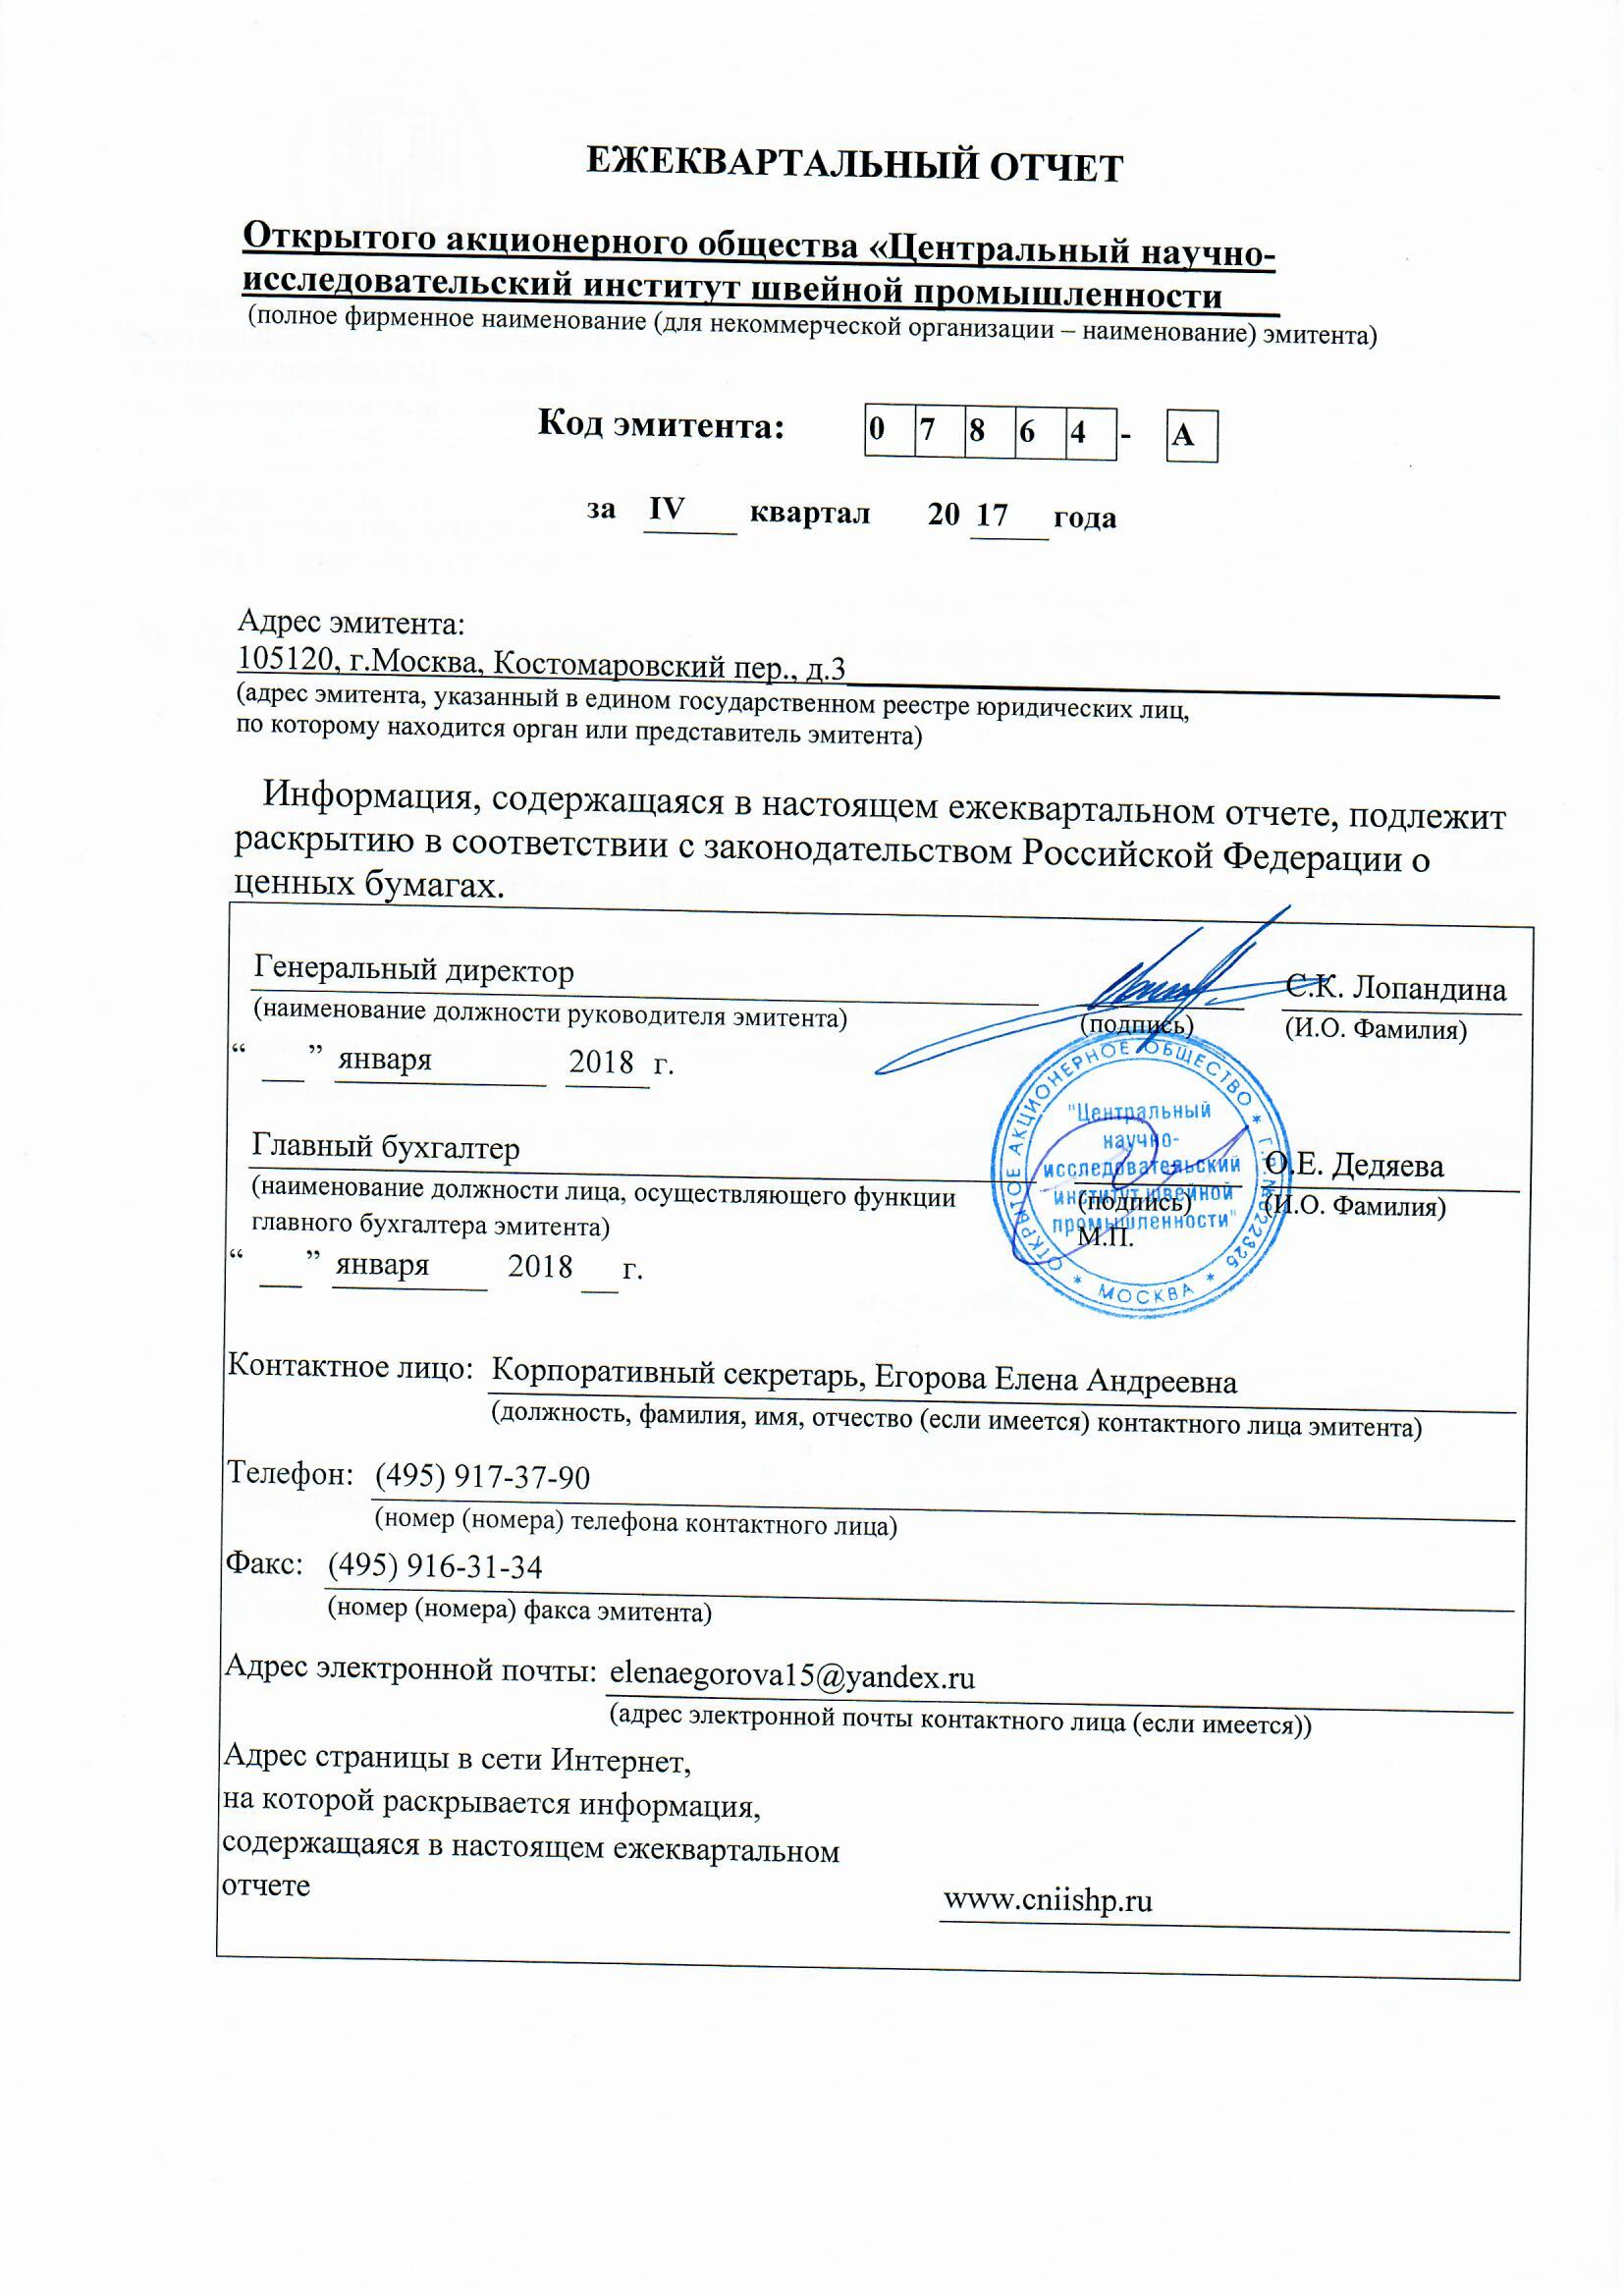 ЕЖЕКВАРТАЛЬНЫЙ ОТЧЕТ
Открытого акционерного общества «Центральный научно-
исследовательский институт швейной промышленности
(полное фирменное наименование (для некоммерческой организации – наименование) эмитента)
Код эмитента: 0 7 8 6 4 - А
за IV квартал 20 17 года
Адрес эмитента:
105120, г.Москва, Костомаровский пер., д.3
(адрес эмитента, указанный в едином государственном реестре юридических лиц,
по которому находится орган или представитель эмитента)
Информация, содержащаяся в настоящем ежеквартальном отчете, подлежит
раскрытию в соответствии с законодательством Российской Федерации о
ценных бумагах.
Генеральный директор С.К. Лопандина
(наименование должности руководителя эмитента) (подпись) (И.О. Фамилия)
“ ___ ” января 2018 г.
Главный бухгалтер О.Е. Дедяева
(наименование должности лица, осуществляющего функции (подпись) (И.О. Фамилия)
главного бухгалтера эмитента) М.П.
“ ___ ” января 2018 ___ г.
ОТКРЫТОЕ АКЦИОНЕРНОЕ ОБЩЕСТВО * * МОСКВА *
"Центральный
научно-
исследовательский
институт швейной
промышленности"
Контактное лицо: Корпоративный секретарь, Егорова Елена Андреевна
(должность, фамилия, имя, отчество (если имеется) контактного лица эмитента)
Телефон: (495) 917-37-90
(номер (номера) телефона контактного лица)
Факс: (495) 916-31-34
(номер (номера) факса эмитента)
Адрес электронной почты: elenaegorova15@yandex.ru
(адрес электронной почты контактного лица (если имеется))
Адрес страницы в сети Интернет,
на которой раскрывается информация,
содержащаяся в настоящем ежеквартальном
отчете www.cniishp.ru